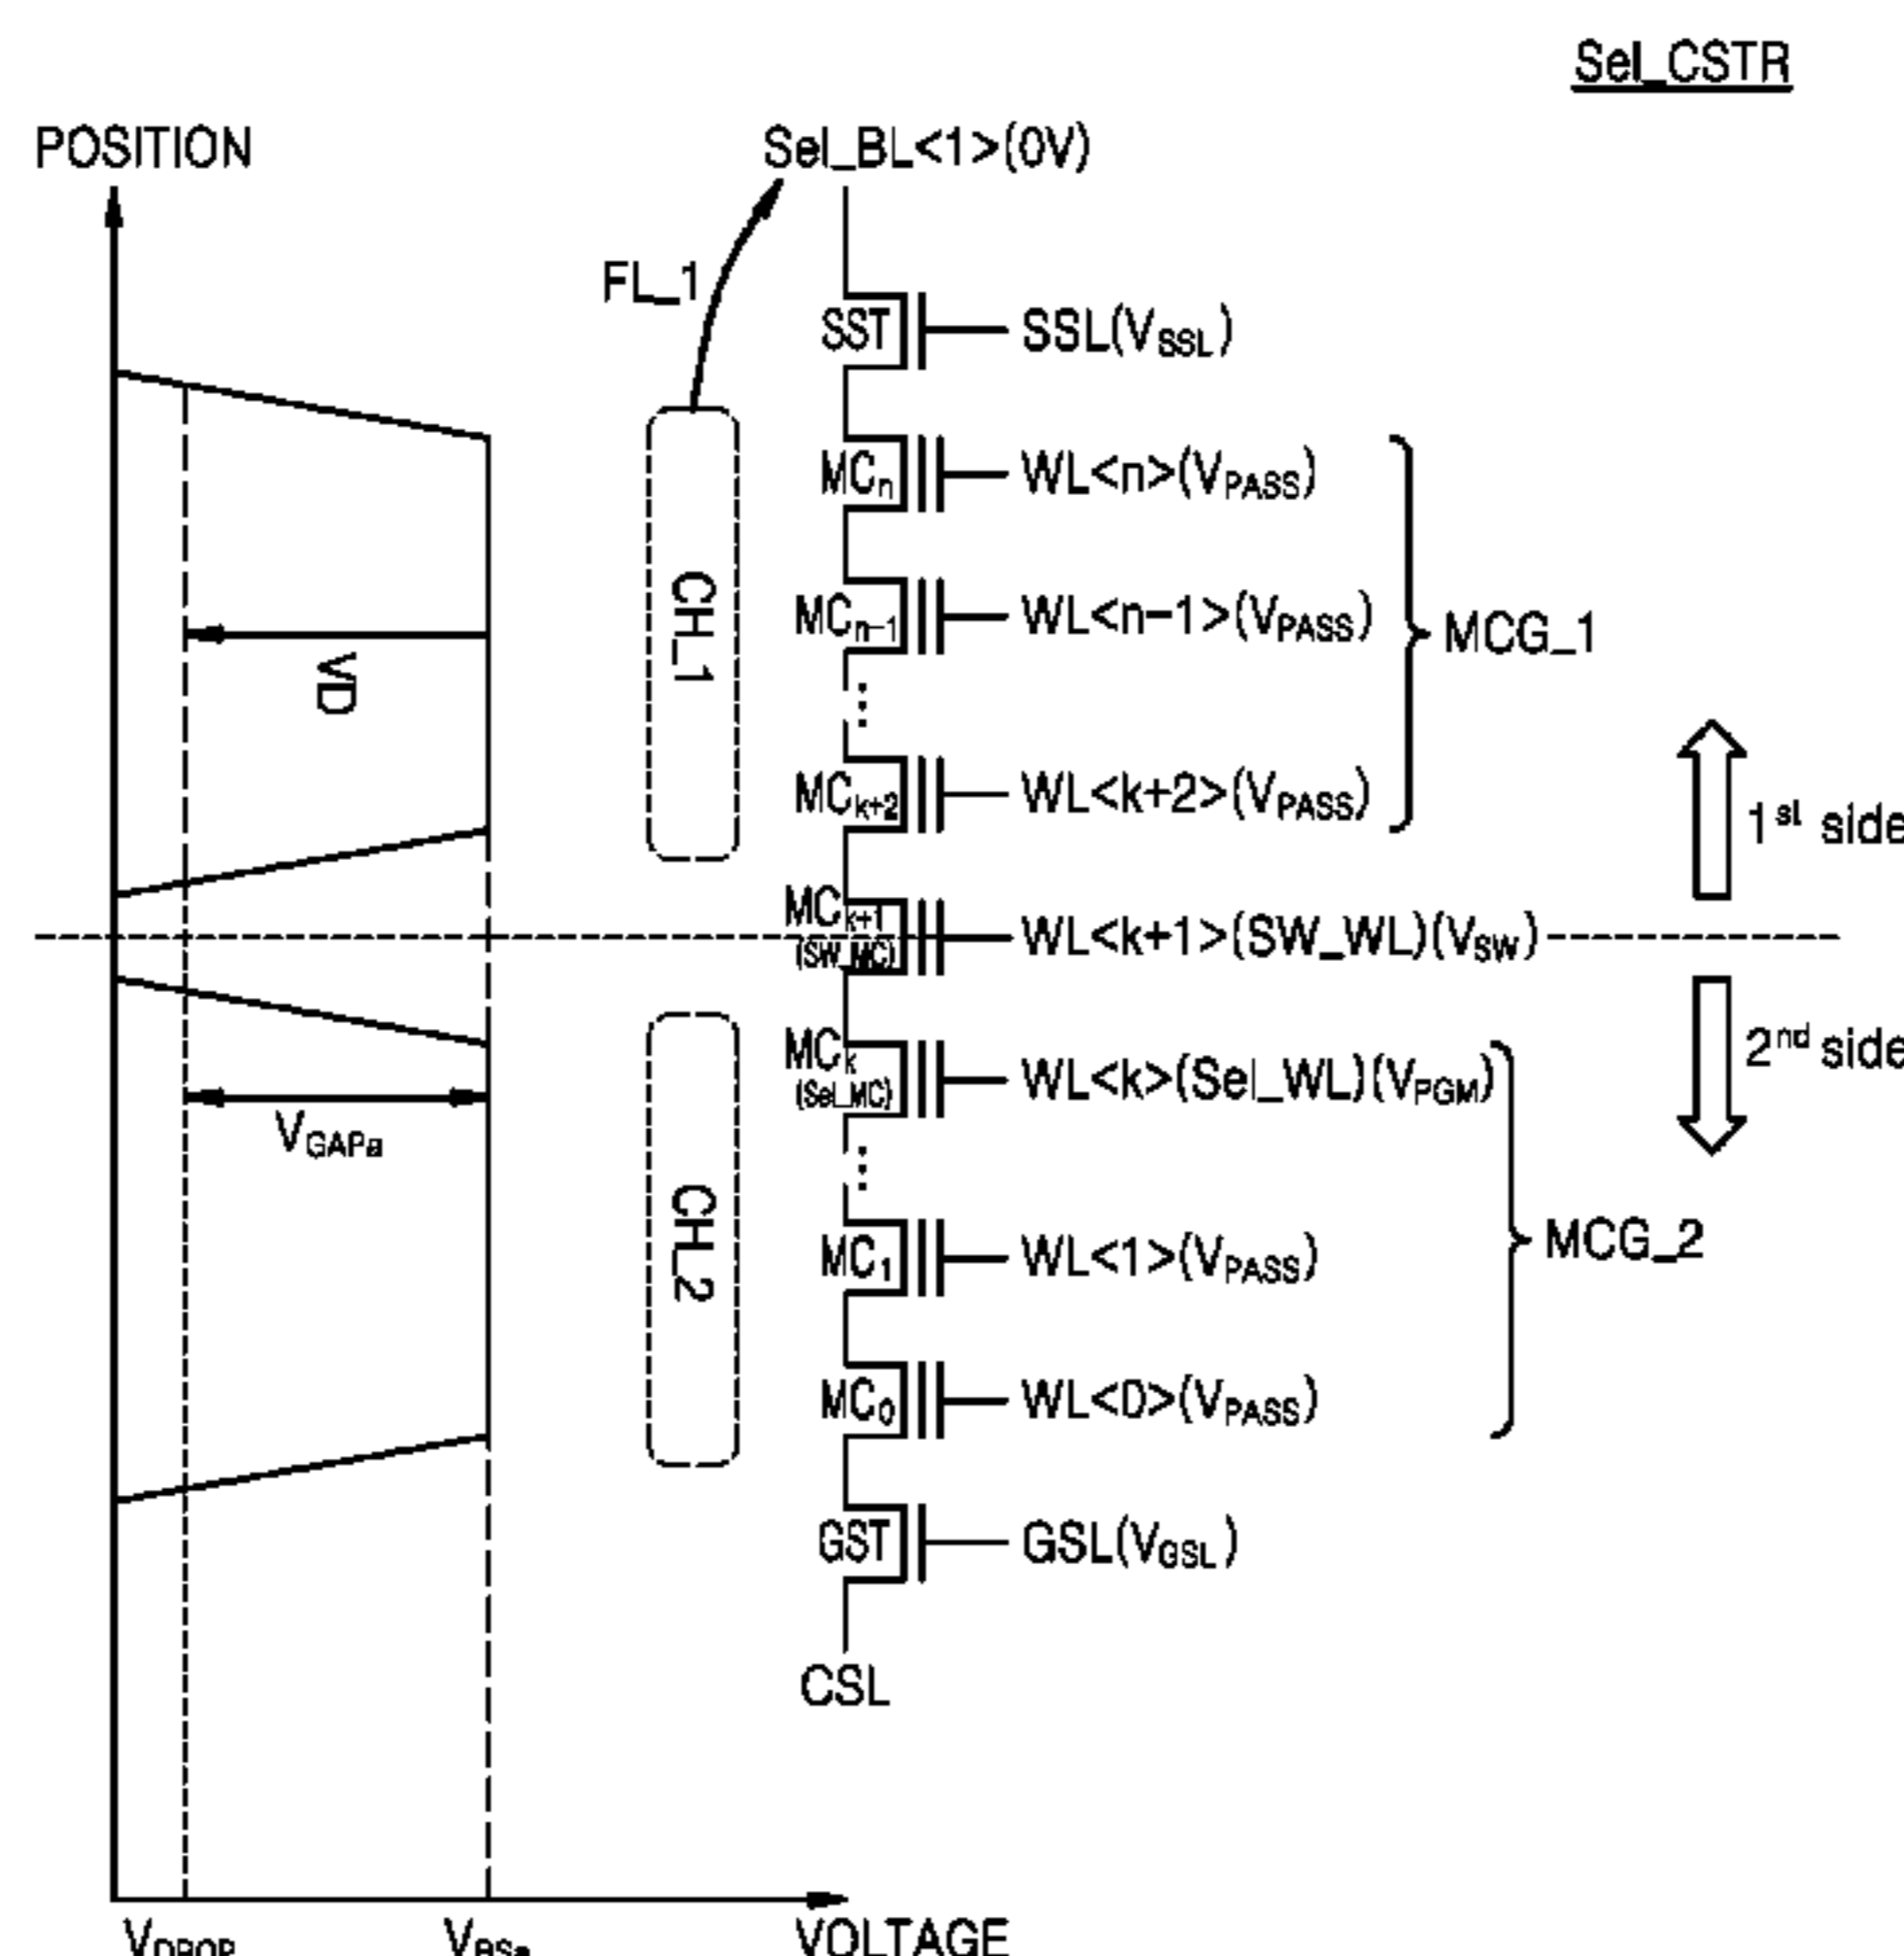 Sel_CSTR
POSITION
Sel_BL<1>(0V)
FL_1
SST
SSL(VSSL)
MCn
WL<n>(VPASS)
CH_1
MCn-1
WL<n-1>(VPASS)
MCG_1
VD
MCk+2
WL<k+2>(VPASS)
1st side
MCk+1
(SW_MC)
WL<k+1>(SW_WL)(VSW)
MCk
(Sel_MC)
WL<k>(Sel_WL)(VPGM)
2nd side
VGAPa
CH_2
MC1
WL<1>(VPASS)
MCG_2
MC0
WL<0>(VPASS)
GST
GSL(VGSL)
CSL
VDROP
VBSa
VOLTAGE